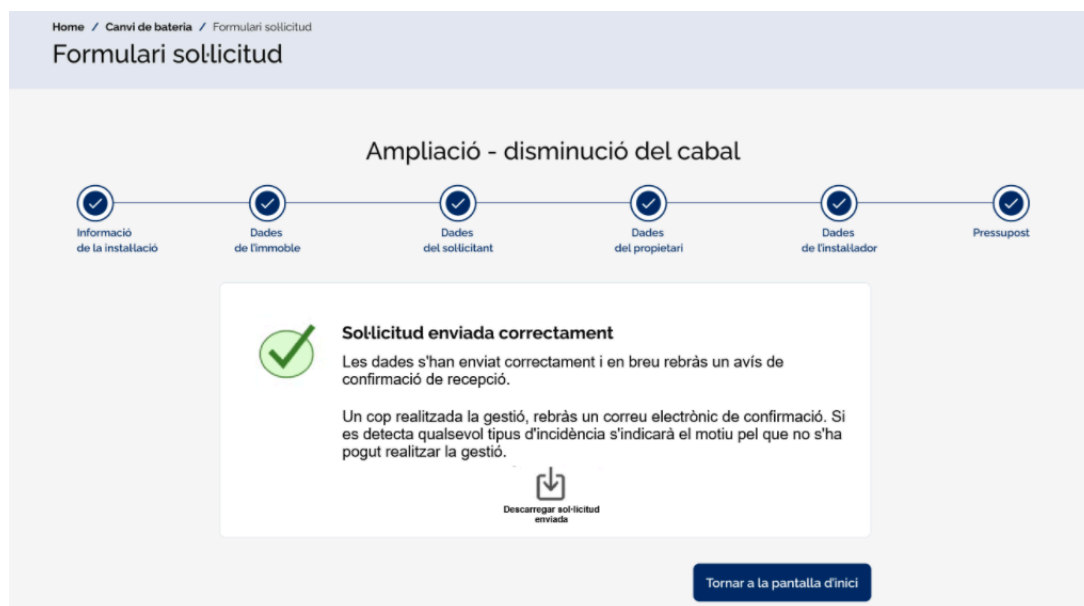 Home / Canvi de bateria / Formulari sol·licitud
Formulari sol·licitud
Ampliació - disminució del cabal
Informació
de la instal·lació
Dades
de l'immoble
Dades
del sol·licitant
Dades
del propietari
Dades
de l'instal·lador
Pressupost
Sol·licitud enviada correctament
Les dades s'han enviat correctament i en breu rebràs un avís de
confirmació de recepció.
Un cop realitzada la gestió, rebràs un correu electrònic de confirmació. Si
es detecta qualsevol tipus d'incidència s'indicarà el motiu pel que no s'ha
pogut realitzar la gestió.
Descarregar sol·licitud
enviada
Tornar a la pantalla d'inici